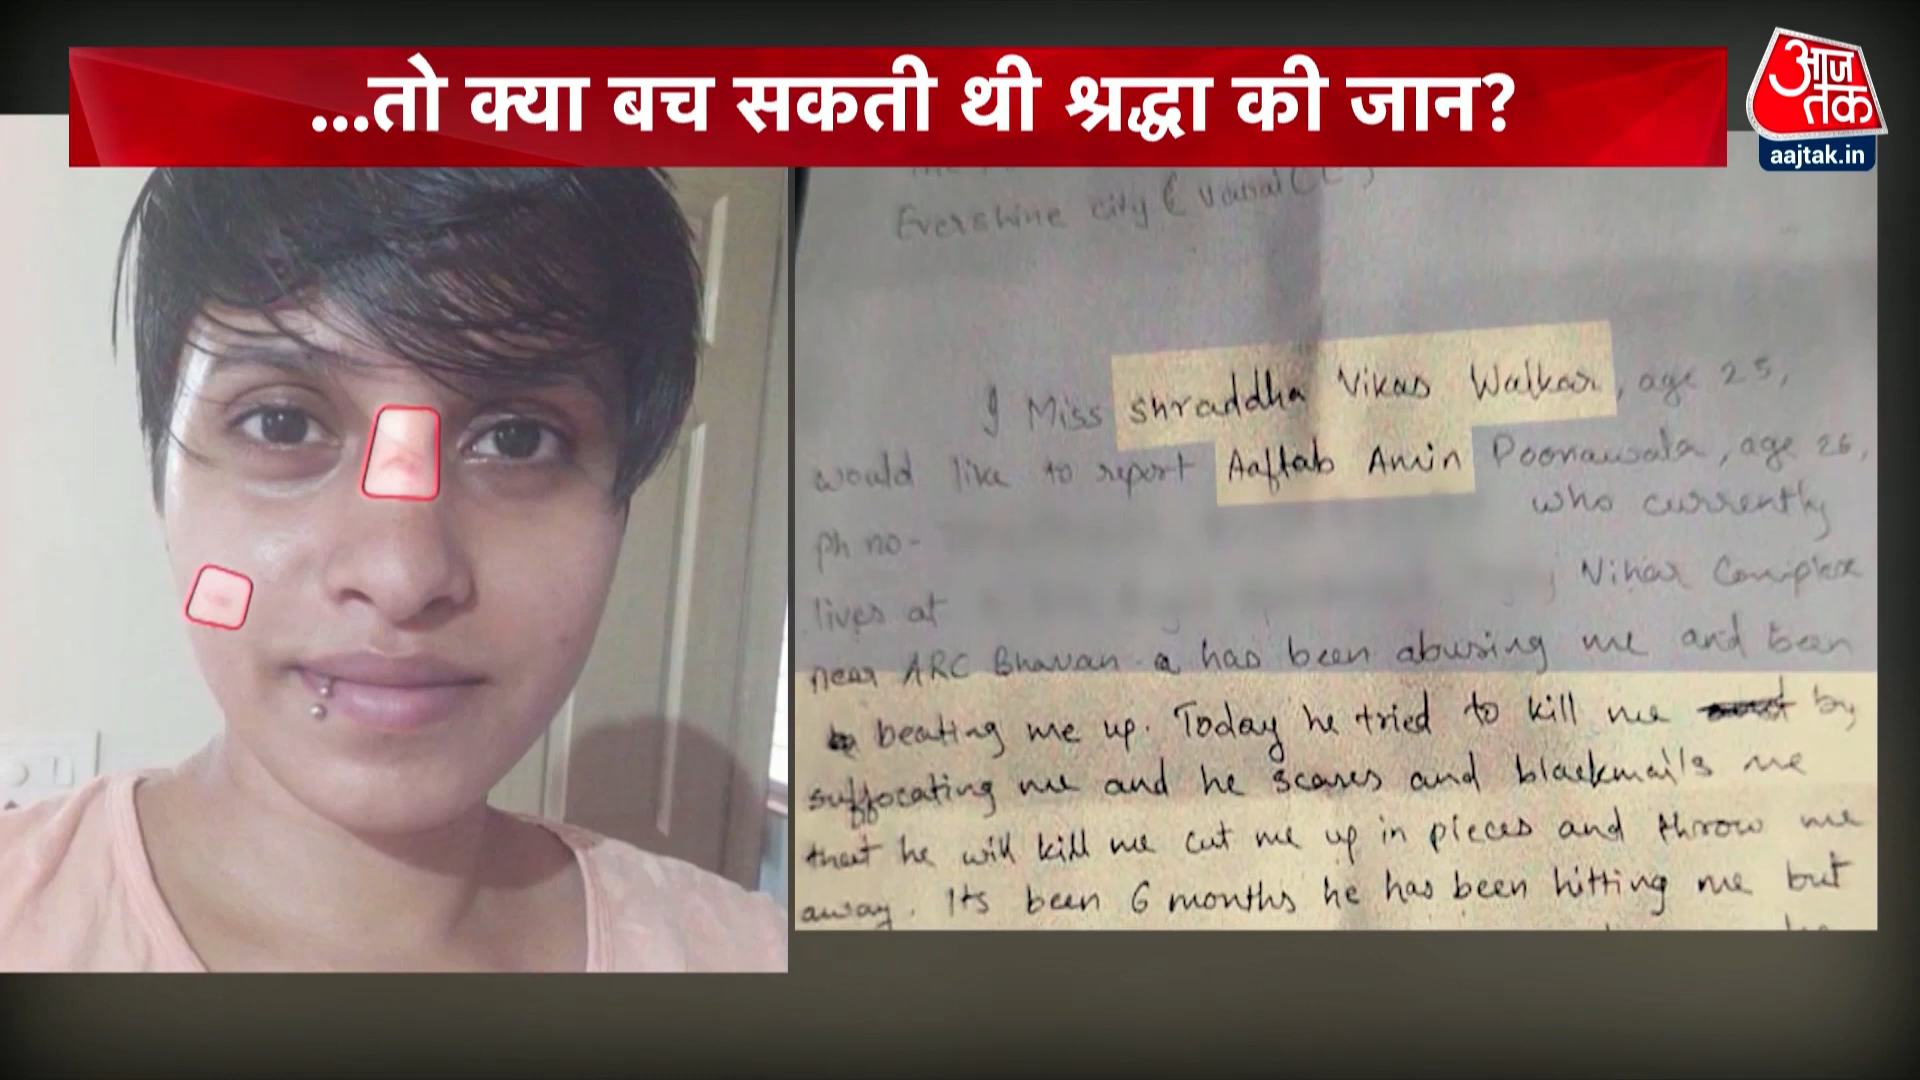 ...तो क्या बच सकती थी श्रद्धा की जान?
आज
तक
aajtak.in
Evershine city
I Miss Shraddha Vikas Walkar, age 25,
would like to report Aaftab Amin Poonawala, age 26,
ph no- who currently
lives at Vihar Complex
near ARC Bhavan has been abusing me and been
beating me up. Today he tried to kill me by
suffocating me and he scares and blackmails me
that he will kill me cut me up in pieces and throw me
away. Its been 6 months he has been hitting me but